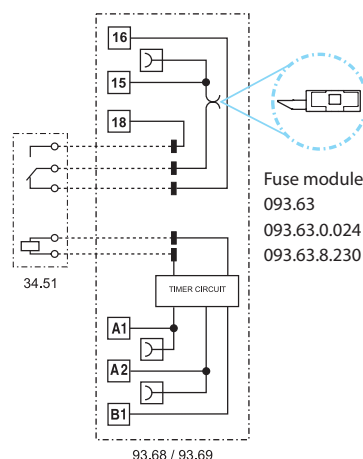 16
15
18
Fuse module
093.63
093.63.0.024
093.63.8.230
34.51
TIMER CIRCUIT
A1
A2
B1
93.68 / 93.69